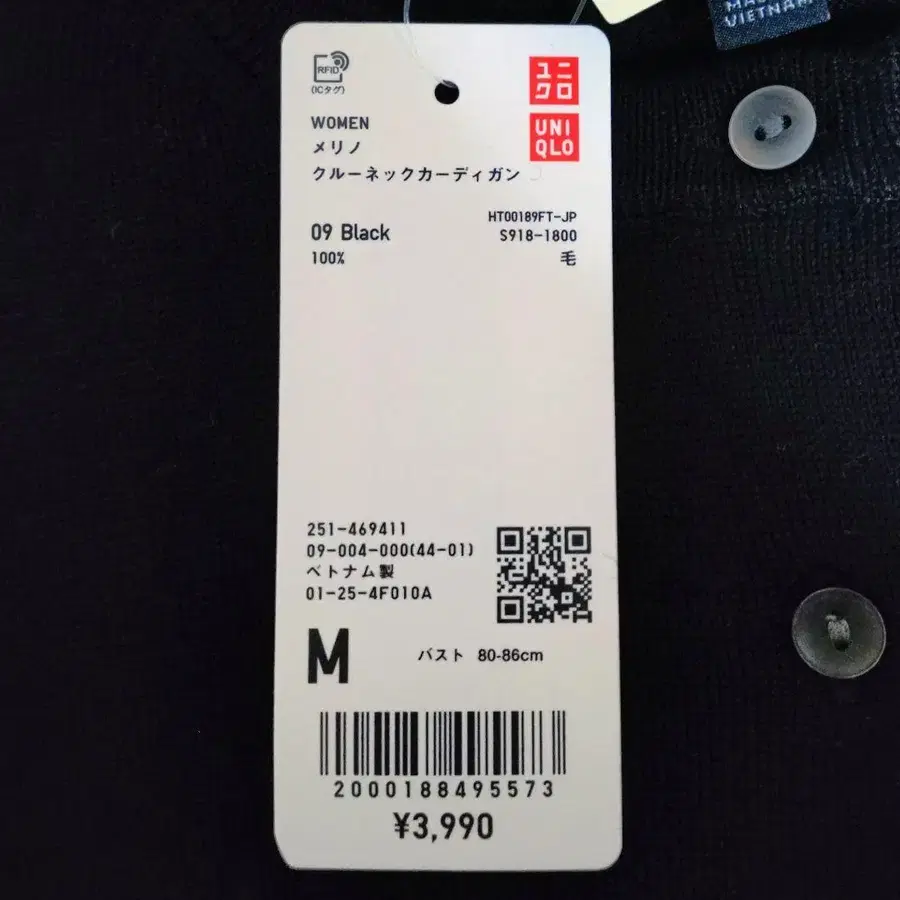 MADE
VIETNAM
RFID
(ICタグ)
ユニ
クロ
UNI
QLO
WOMEN
メリノ
クルーネックカーディガン
HT00189FT-JP
09 Black
S918-1800
100% 毛
251-469411
09-004-000(44-01)
ベトナム製
01-25-4F010A
M バスト 80-86cm
2000188495573
¥3,990